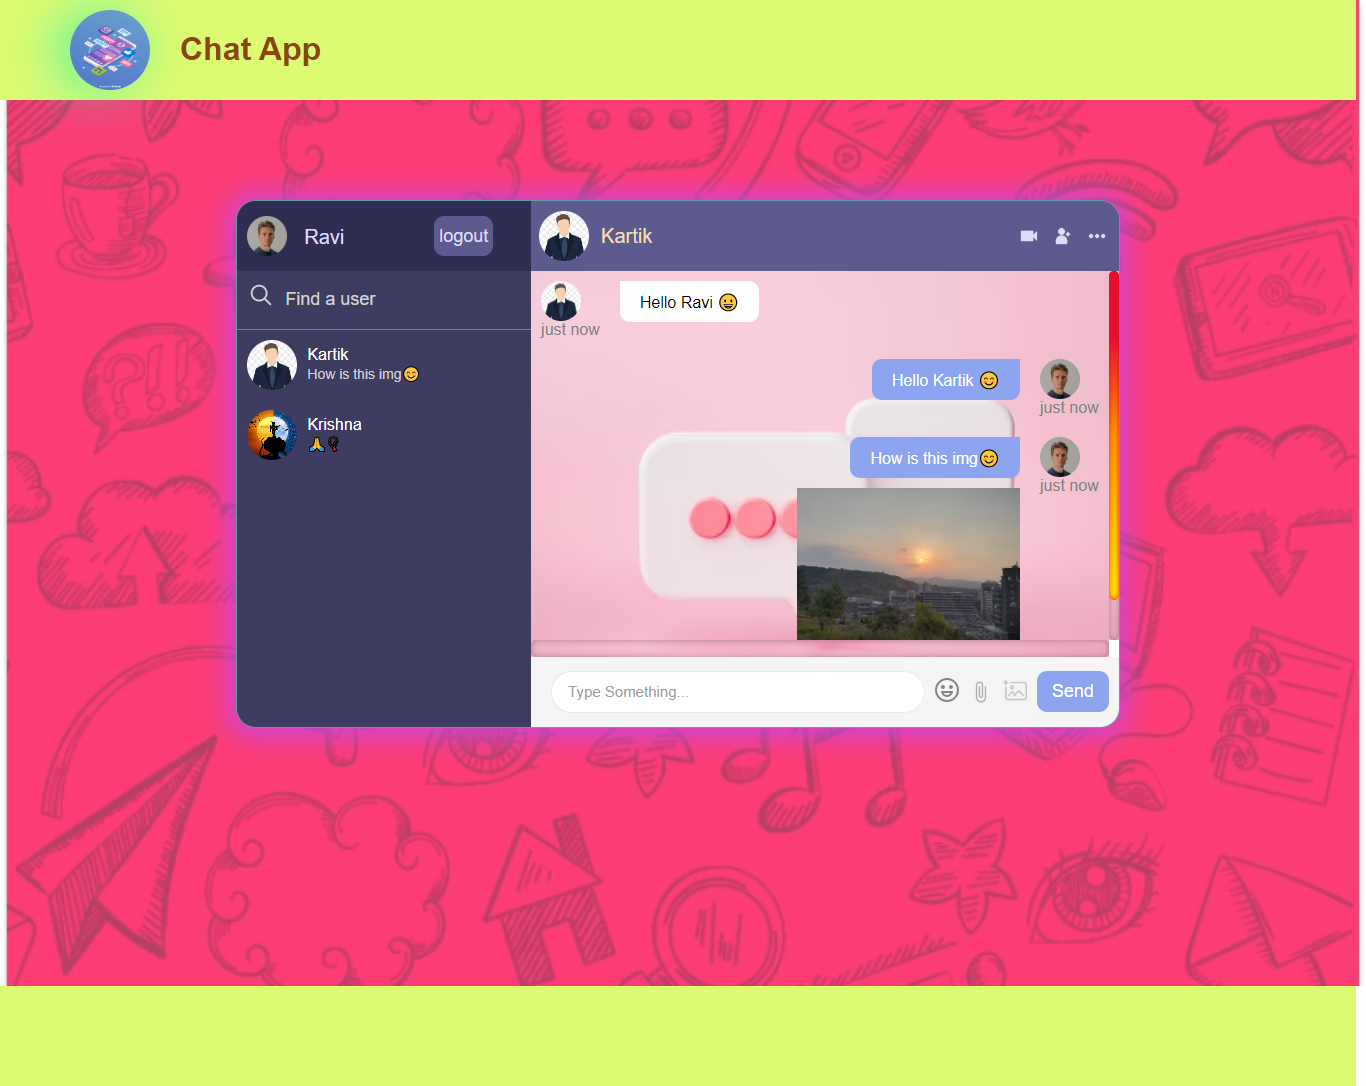 Chat App
Ravi
logout
Find a user
Kartik
How is this img😊
Krishna
🙏
Kartik
Hello Ravi 😀
just now
Hello Kartik 😊
just now
How is this img😊
just now
Type Something...
Send